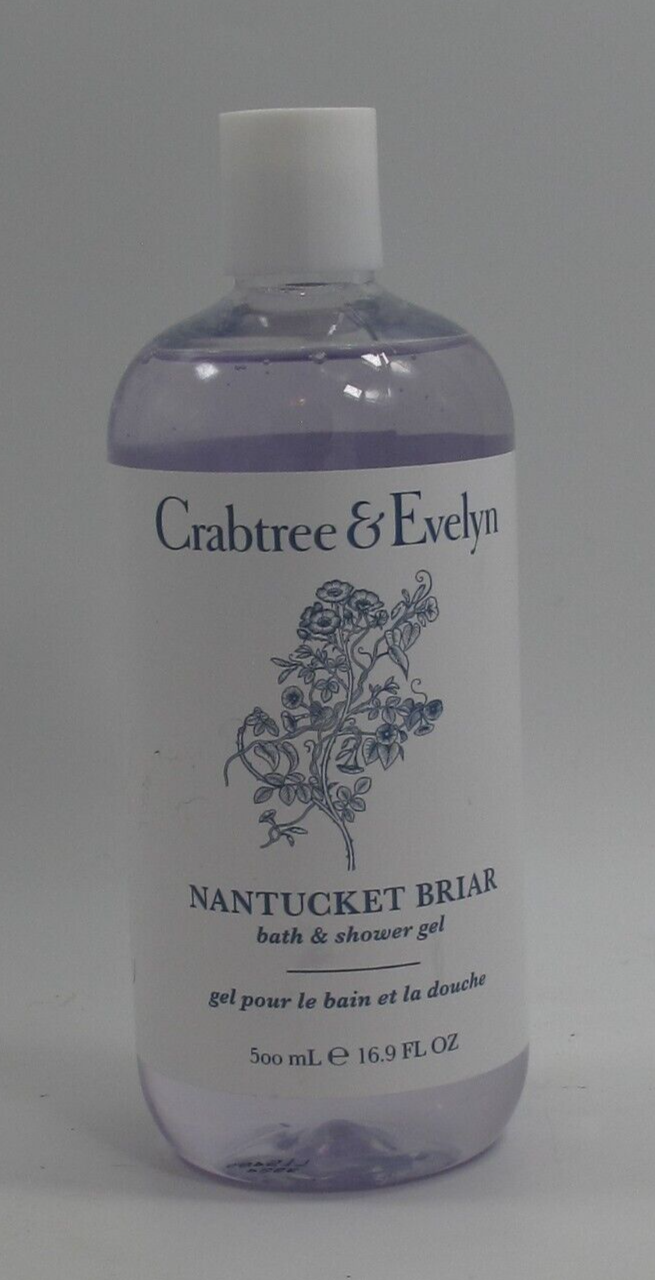 Crabtree & Evelyn
NANTUCKET BRIAR
bath & shower gel
gel pour le bain et la douche
500 mL ℮ 16.9 FL OZ